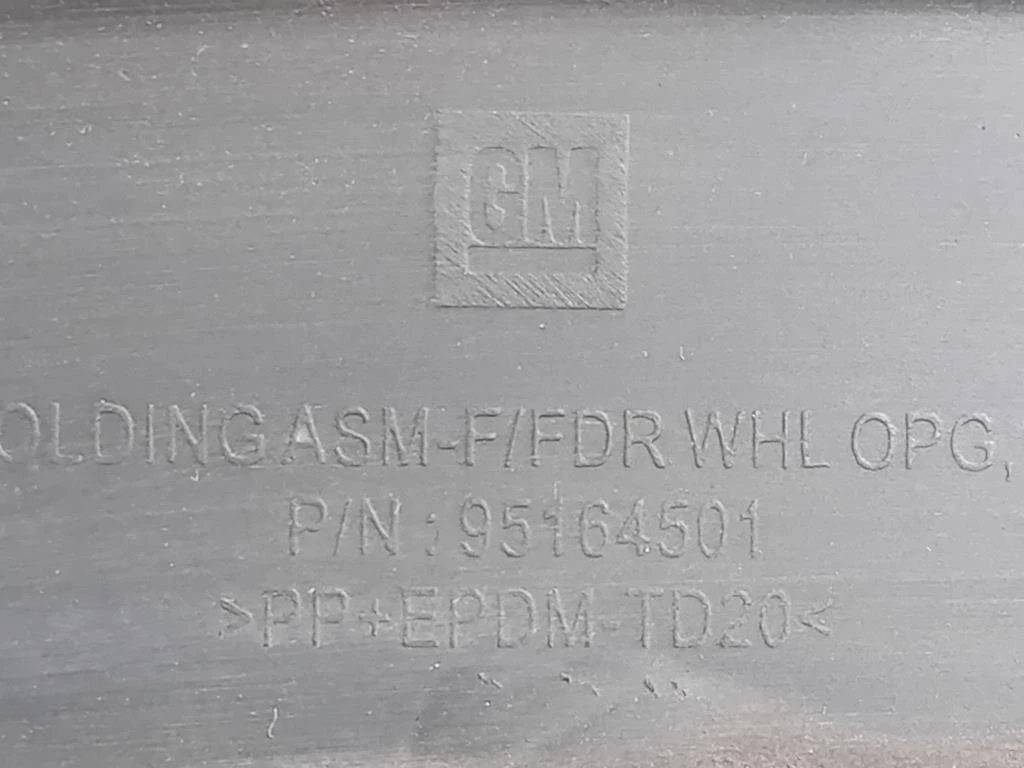 GM
OLDING ASM-F/FDR WHL OPG,
P/N : 95164501
>PP+EPDM-TD20<